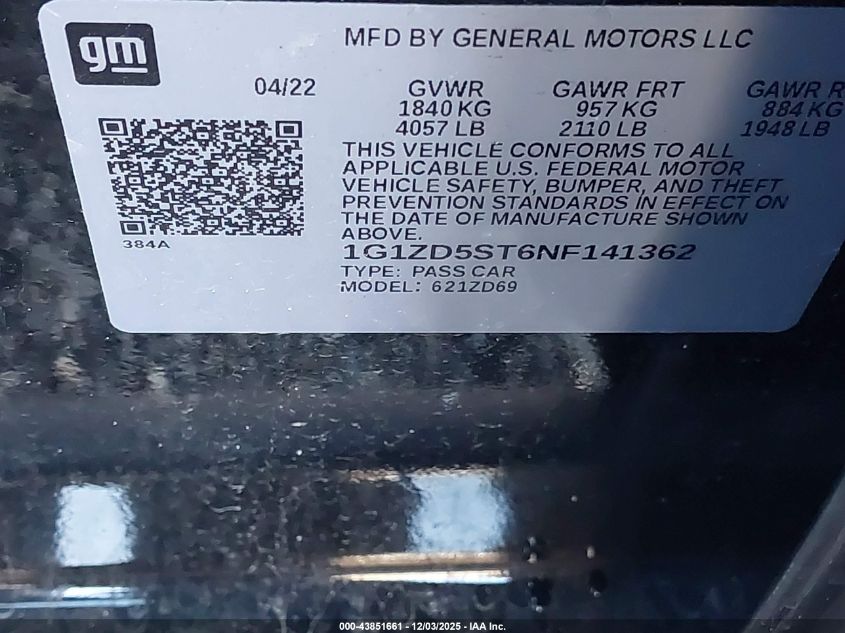 gm
MFD BY GENERAL MOTORS LLC
04/22 GVWR GAWR FRT GAWR R
1840 KG 957 KG 884 KG
4057 LB 2110 LB 1948 LB
THIS VEHICLE CONFORMS TO ALL
APPLICABLE U.S. FEDERAL MOTOR
VEHICLE SAFETY, BUMPER, AND THEFT
PREVENTION STANDARDS IN EFFECT ON
THE DATE OF MANUFACTURE SHOWN
ABOVE.
384A
1G1ZD5ST6NF141362
TYPE: PASS CAR
MODEL: 621ZD69
000-43851661 - 12/03/2025 - IAA Inc.